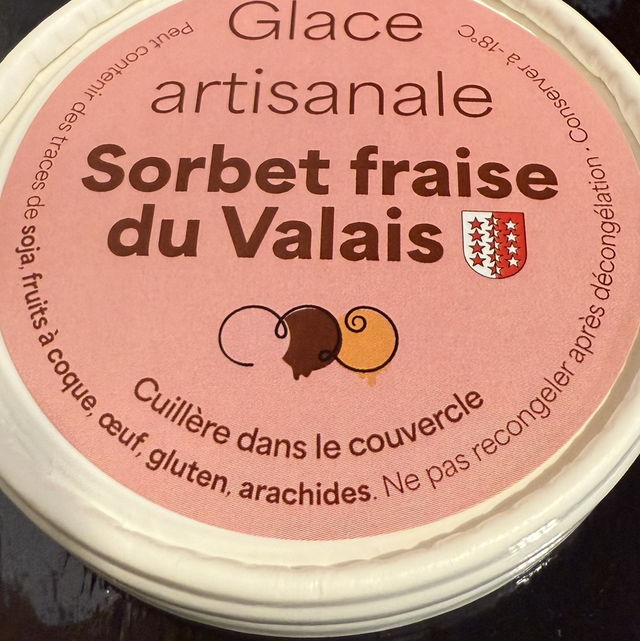 Glace
artisanale
Sorbet fraise
du Valais
Cuillère dans le couvercle
Peut contenir des traces de soja, fruits à coque, œuf, gluten, arachides. Ne pas recongeler après décongélation · Conserver à -18°C